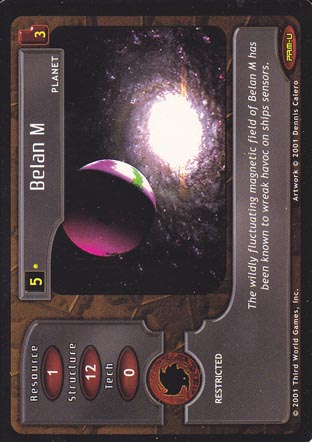 3
Belan M
PLANET
5
Resource
1
Structure
12
Tech
0
RESTRICTED
The wildly fluctuating magnetic field of Belan M has
been known to wreak havoc on ships sensors.
PRM-U
© 2001 Third World Games, Inc.
Artwork © 2001 Dennis Calero